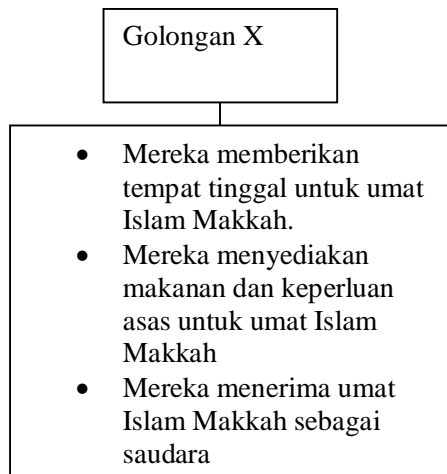 Golongan X
• Mereka memberikan
tempat tinggal untuk umat
Islam Makkah.
• Mereka menyediakan
makanan dan keperluan
asas untuk umat Islam
Makkah
• Mereka menerima umat
Islam Makkah sebagai
saudara